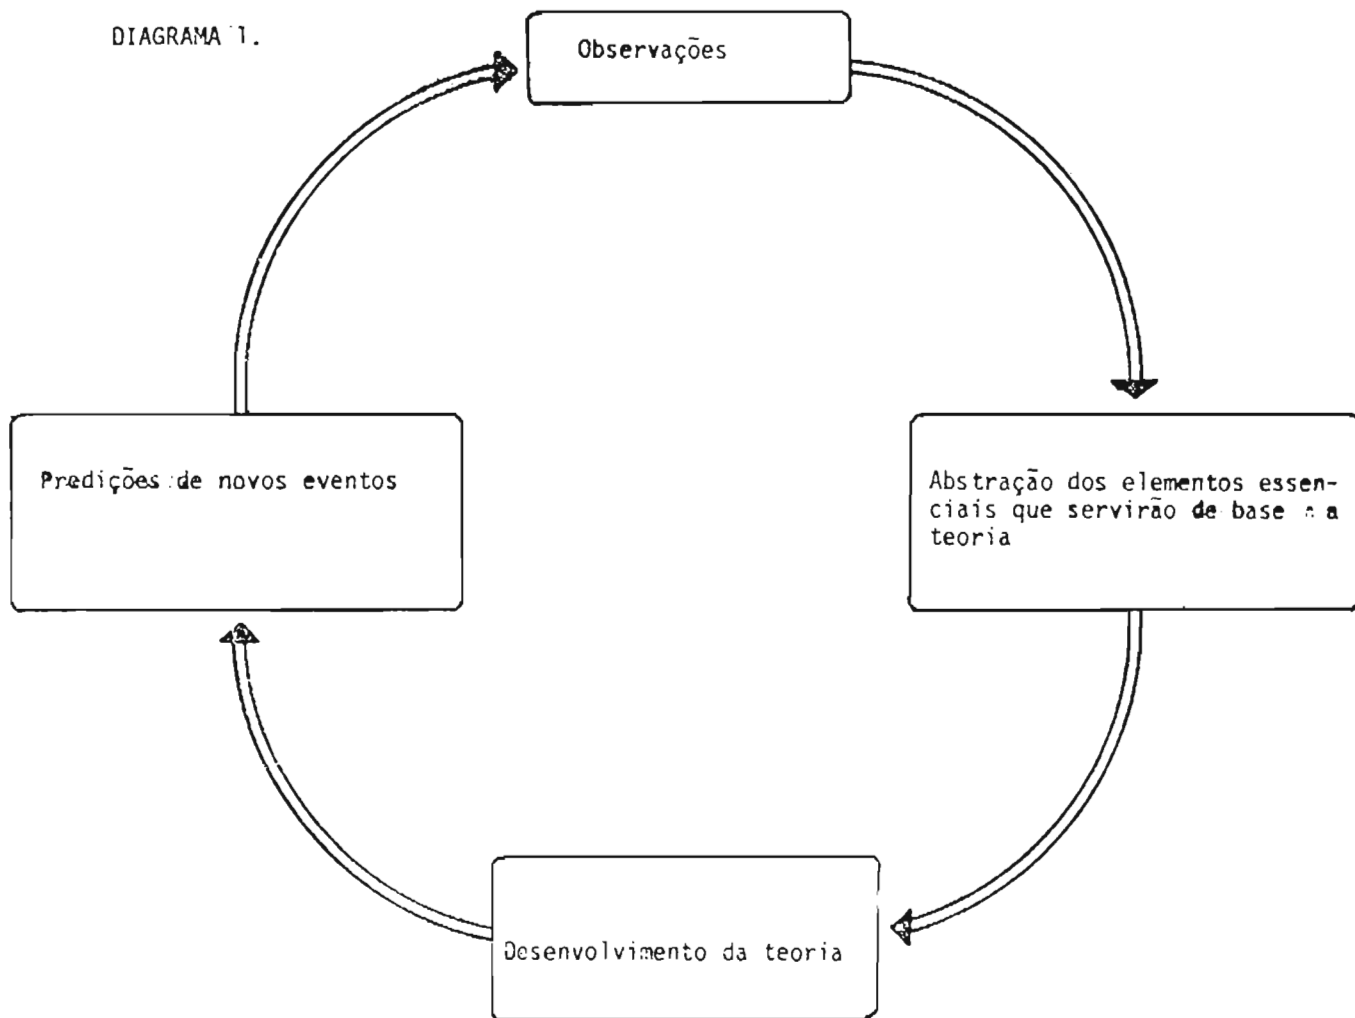 DIAGRAMA 1.
Observações
Predições de novos eventos
Abstração dos elementos essen-
ciais que servirão de base a
teoria
Desenvolvimento da teoria